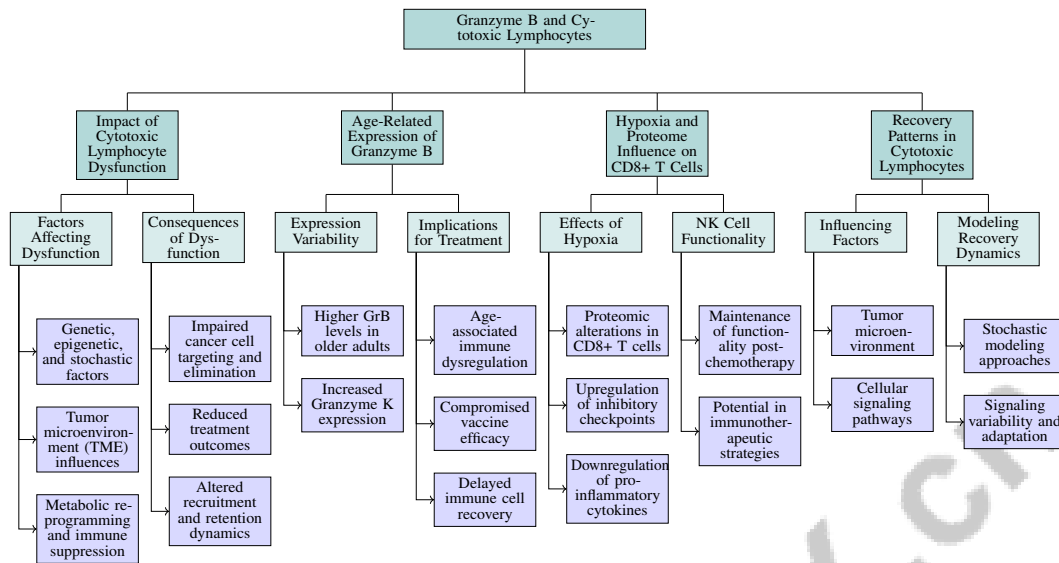 Granzyme B and Cy-
totoxic Lymphocytes
Impact of
Cytotoxic
Lymphocyte
Dysfunction
Age-Related
Expression of
Granzyme B
Hypoxia and
Proteome
Influence on
CD8+ T Cells
Recovery
Patterns in
Cytotoxic
Lymphocytes
Factors
Affecting
Dysfunction
Consequences
of Dys-
function
Expression
Variability
Implications
for Treatment
Effects of
Hypoxia
NK Cell
Functionality
Influencing
Factors
Modeling
Recovery
Dynamics
Genetic,
epigenetic,
and stochastic
factors
Tumor
microenviron-
ment (TME)
influences
Metabolic re-
programming
and immune
suppression
Impaired
cancer cell
targeting and
elimination
Reduced
treatment
outcomes
Altered
recruitment
and retention
dynamics
Higher GrB
levels in
older adults
Increased
Granzyme K
expression
Age-
associated
immune
dysregulation
Compromised
vaccine
efficacy
Delayed
immune cell
recovery
Proteomic
alterations in
CD8+ T cells
Upregulation
of inhibitory
checkpoints
Downregulation
of pro-
inflammatory
cytokines
Maintenance
of function-
ality post-
chemotherapy
Potential in
immunother-
apeutic
strategies
Tumor
microen-
vironment
Cellular
signaling
pathways
Stochastic
modeling
approaches
Signaling
variability and
adaptation